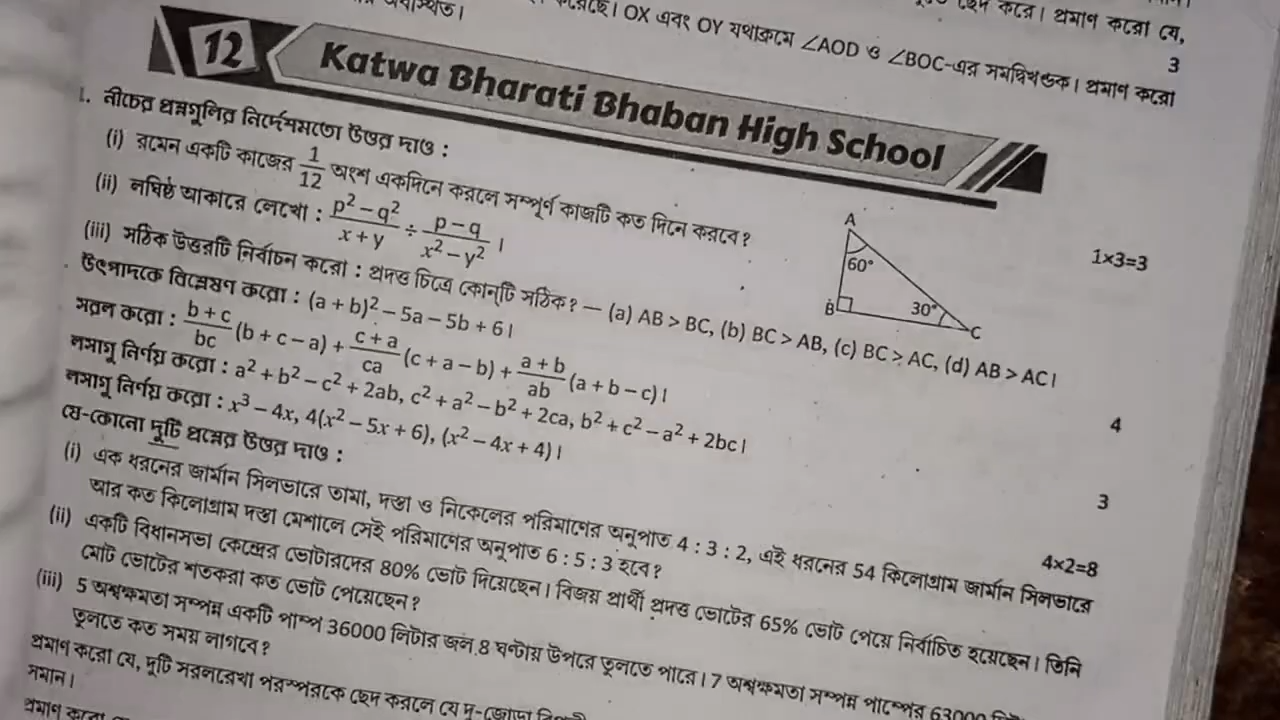 অবস্থিত।
করেছে। OX এবং OY যথাক্রমে ∠AOD ও ∠BOC-এর সমদ্বিখণ্ডক। প্রমাণ করো
ছেদ করে। প্রমাণ করো যে,
3
12 Katwa Bharati Bhaban High School
1. নীচের প্রশ্নগুলির নির্দেশমতো উত্তর দাও :
(i) রমেন একটি কাজের 1/12 অংশ একদিনে করলে সম্পূর্ণ কাজটি কত দিনে করবে?
(ii) লঘিষ্ঠ আকারে লেখো : (p² – q²)/(x + y) ÷ (p – q)/(x² – y²)।
(iii) সঠিক উত্তরটি নির্বাচন করো : প্রদত্ত চিত্রে কোন্‌টি সঠিক? — (a) AB > BC, (b) BC > AB, (c) BC > AC, (d) AB > AC।
1×3=3
A
60°
B
30°
C
উৎপাদকে বিশ্লেষণ করো : (a + b)² – 5a – 5b + 6।
সরল করো : (b + c)/bc (b + c – a) + (c + a)/ca (c + a – b) + (a + b)/ab (a + b – c)।
লসাগু নির্ণয় করো : a² + b² – c² + 2ab, c² + a² – b² + 2ca, b² + c² – a² + 2bc।
4
লসাগু নির্ণয় করো : x³ – 4x, 4(x² – 5x + 6), (x² – 4x + 4)।
3
যে-কোনো দুটি প্রশ্নের উত্তর দাও :
4×2=8
(i) এক ধরনের জার্মান সিলভারে তামা, দস্তা ও নিকেলের পরিমাণের অনুপাত 4 : 3 : 2, এই ধরনের 54 কিলোগ্রাম জার্মান সিলভারে
আর কত কিলোগ্রাম দস্তা মেশালে সেই পরিমাণের অনুপাত 6 : 5 : 3 হবে?
(ii) একটি বিধানসভা কেন্দ্রের ভোটারদের 80% ভোট দিয়েছেন। বিজয় প্রার্থী প্রদত্ত ভোটের 65% ভোট পেয়ে নির্বাচিত হয়েছেন। তিনি
মোট ভোটের শতকরা কত ভোট পেয়েছেন?
(iii) 5 অশ্বক্ষমতা সম্পন্ন একটি পাম্প 36000 লিটার জল 8 ঘণ্টায় উপরে তুলতে পারে। 7 অশ্বক্ষমতা সম্পন্ন পাম্পের 63000
তুলতে কত সময় লাগবে?
প্রমাণ করো যে, দুটি সরলরেখা পরস্পরকে ছেদ করলে যে দু-জোড়া
সমান।
প্রমাণ করো